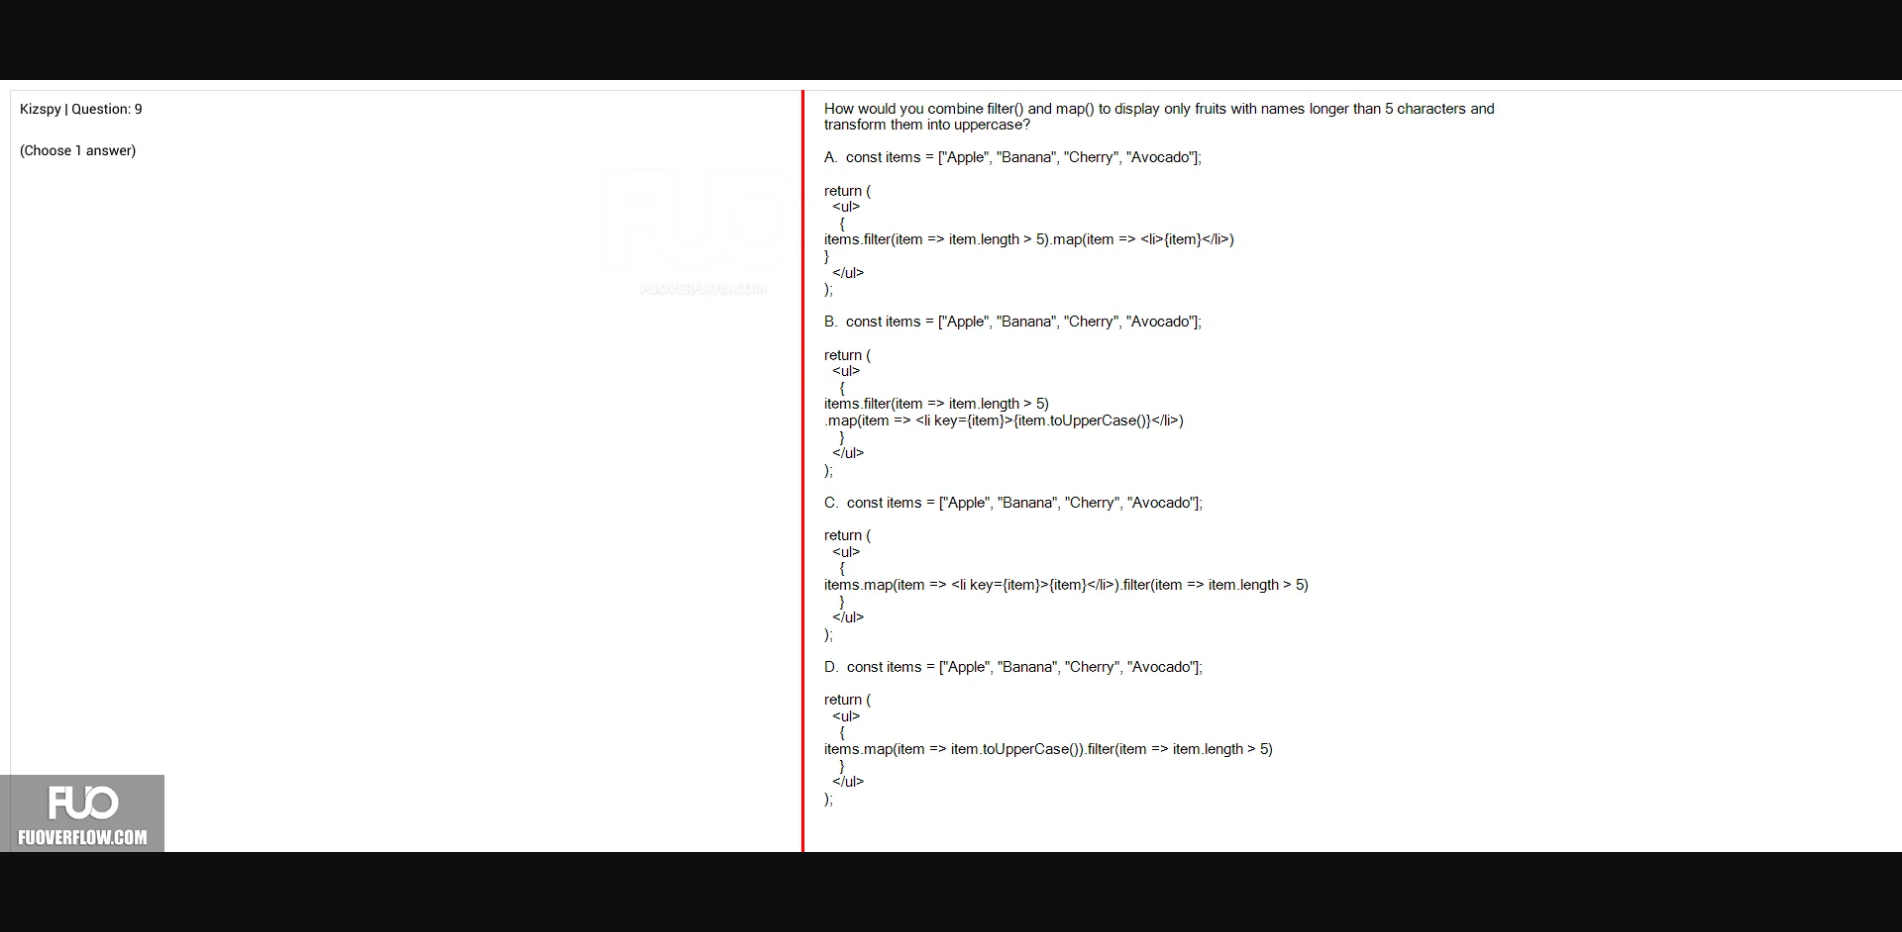 Kizspy | Question: 9
(Choose 1 answer)
FUO
FUOVERFLOW.COM
How would you combine filter() and map() to display only fruits with names longer than 5 characters and
transform them into uppercase?
A.  const items = ["Apple", "Banana", "Cherry", "Avocado"];
return (
<ul>
{
items.filter(item => item.length > 5).map(item => <li>{item}</li>)
}
</ul>
);
B.  const items = ["Apple", "Banana", "Cherry", "Avocado"];
return (
<ul>
{
items.filter(item => item.length > 5)
.map(item => <li key={item}>{item.toUpperCase()}</li>)
}
</ul>
);
C.  const items = ["Apple", "Banana", "Cherry", "Avocado"];
return (
<ul>
{
items.map(item => <li key={item}>{item}</li>).filter(item => item.length > 5)
}
</ul>
);
D.  const items = ["Apple", "Banana", "Cherry", "Avocado"];
return (
<ul>
{
items.map(item => item.toUpperCase()).filter(item => item.length > 5)
}
</ul>
);
FUO
FUOVERFLOW.COM